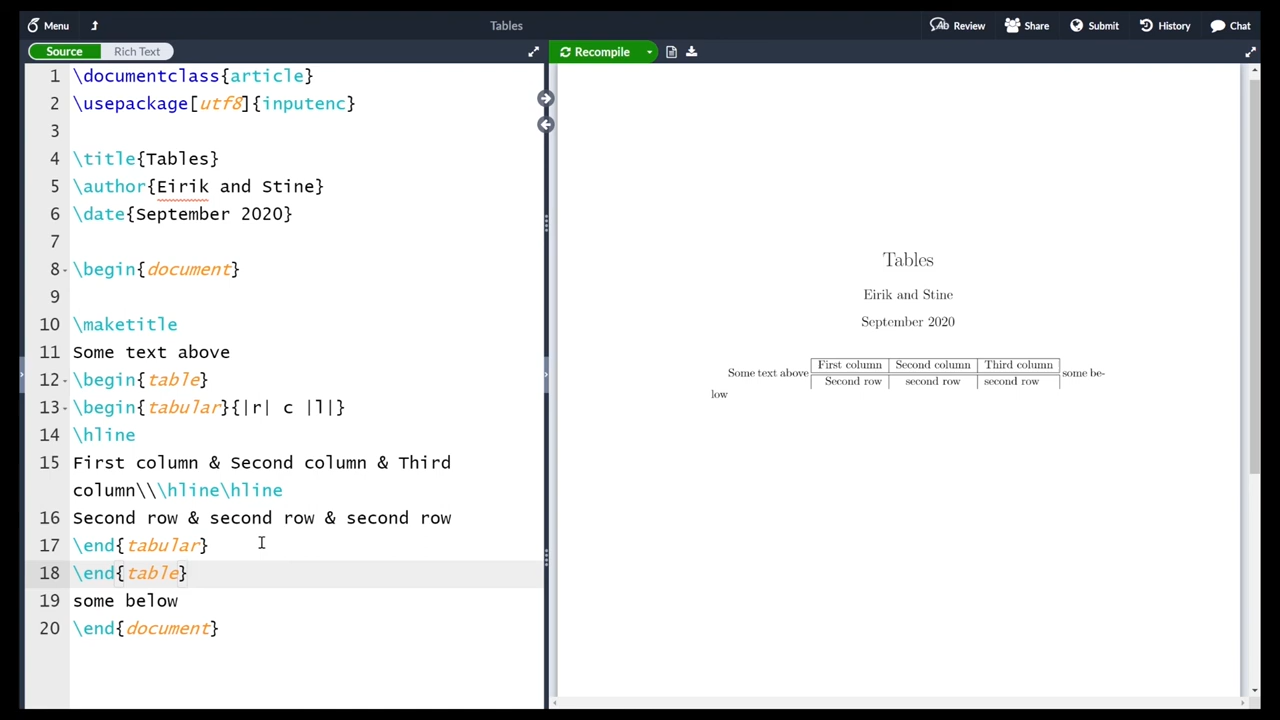 Menu
Tables
Review
Share
Submit
History
Chat
Source
Rich Text
Recompile
1 \documentclass{article}
2 \usepackage[utf8]{inputenc}
3
4 \title{Tables}
5 \author{Eirik and Stine}
6 \date{September 2020}
7
8 \begin{document}
9
10 \maketitle
11 Some text above
12 \begin{table}
13 \begin{tabular}{|r| c |l|}
14 \hline
15 First column & Second column & Third
column\\\hline\hline
16 Second row & second row & second row
17 \end{tabular}
18 \end{table}
19 some below
20 \end{document}
Tables
Eirik and Stine
September 2020
First column Second column Third column
Some text above some be-
Second row second row second row
low